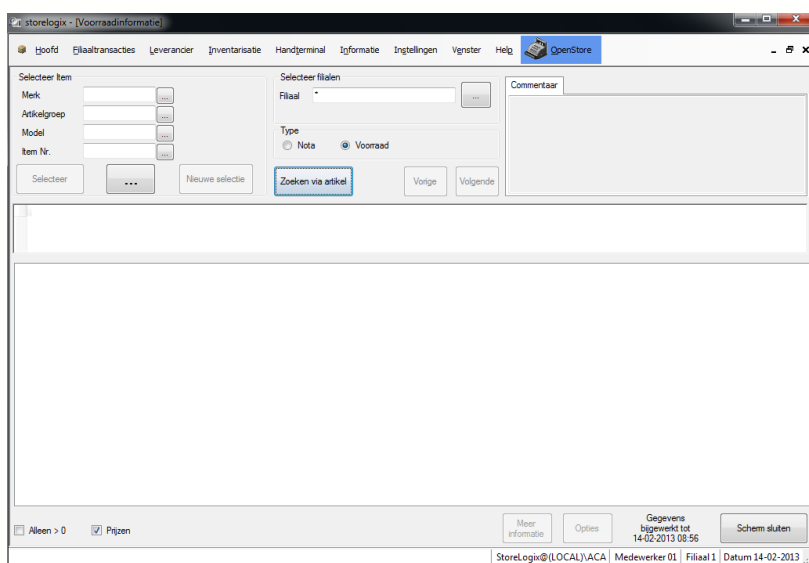 storelogix - [Voorraadinformatie]
Hoofd Filiaaltransacties Leverancier Inventarisatie Handterminal Informatie Instellingen Venster Help OpenStore
Selecteer Item
Merk ...
Artikelgroep ...
Model ...
Item Nr. ...
Selecteer ... Nieuwe selectie
Selecteer filialen
Filiaal * ...
Type
Nota Voorraad
Zoeken via artikel Vorige Volgende
Commentaar
Alleen > 0 Prijzen
Meer
informatie
Opties
Gegevens
bijgewerkt tot
14-02-2013 08:56
Scherm sluiten
StoreLogix@(LOCAL)\ACA Medewerker 01 Filiaal 1 Datum 14-02-2013